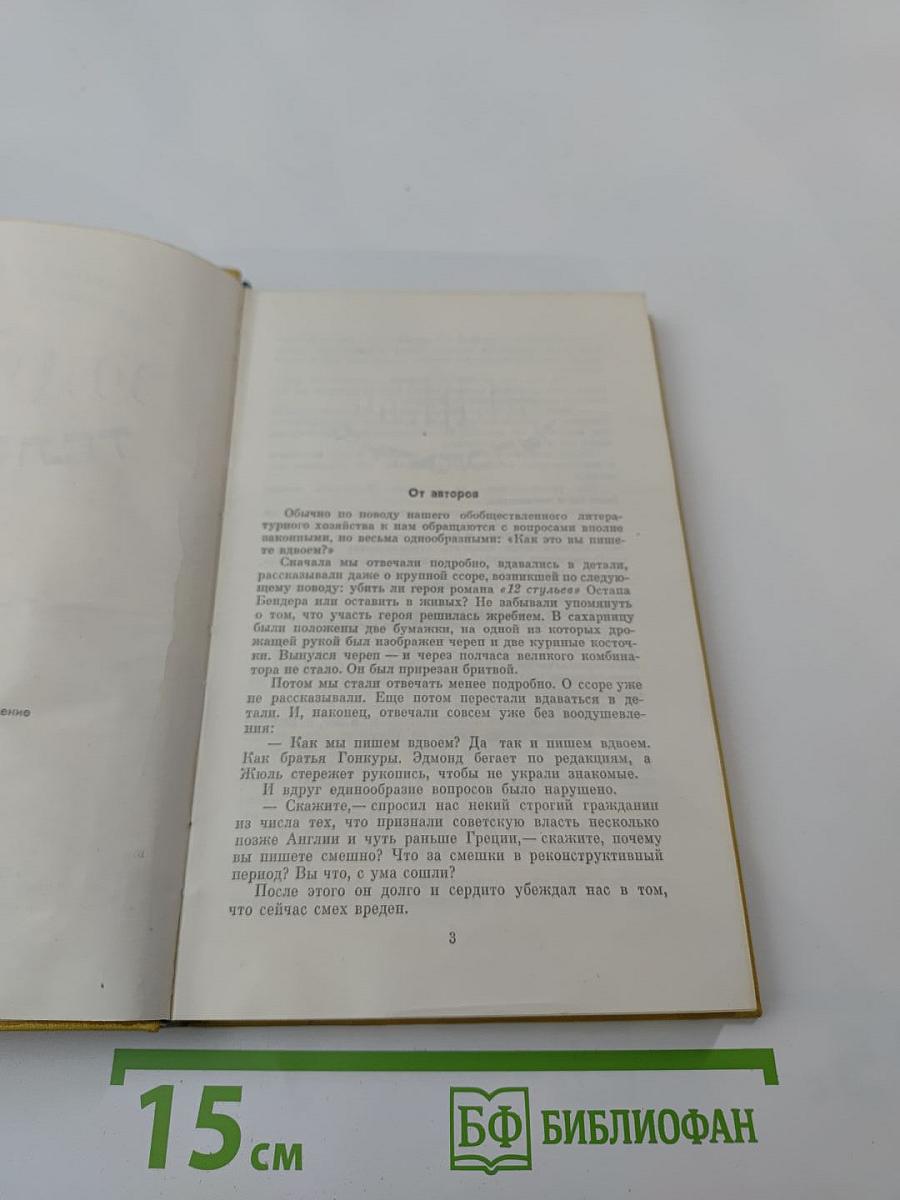 ение
От авторов
Обычно по поводу нашего обобществленного литера-
турного хозяйства к нам обращаются с вопросами вполне
законными, но весьма однообразными: «Как это вы пише-
те вдвоем?»
Сначала мы отвечали подробно, вдавались в детали,
рассказывали даже о крупной ссоре, возникшей по следую-
щему поводу: убить ли героя романа «12 стульев» Остапа
Бендера или оставить в живых? Не забывали упомянуть
о том, что участь героя решилась жребием. В сахарницу
были положены две бумажки, на одной из которых дро-
жащей рукой был изображен череп и две куриные косточ-
ки. Вынулся череп — и через полчаса великого комбина-
тора не стало. Он был прирезан бритвой.
Потом мы стали отвечать менее подробно. О ссоре уже
не рассказывали. Еще потом перестали вдаваться в де-
тали. И, наконец, отвечали совсем уже без воодушевле-
ния:
— Как мы пишем вдвоем? Да так и пишем вдвоем.
Как братья Гонкуры. Эдмонд бегает по редакциям, а
Жюль стережет рукопись, чтобы не украли знакомые.
И вдруг единообразие вопросов было нарушено.
— Скажите,— спросил нас некий строгий гражданин
из числа тех, что признали советскую власть несколько
позже Англии и чуть раньше Греции,— скажите, почему
вы пишете смешно? Что за смешки в реконструктивный
период? Вы что, с ума сошли?
После этого он долго и сердито убеждал нас в том,
что сейчас смех вреден.
3
15 см
БФ БИБЛИОФАН